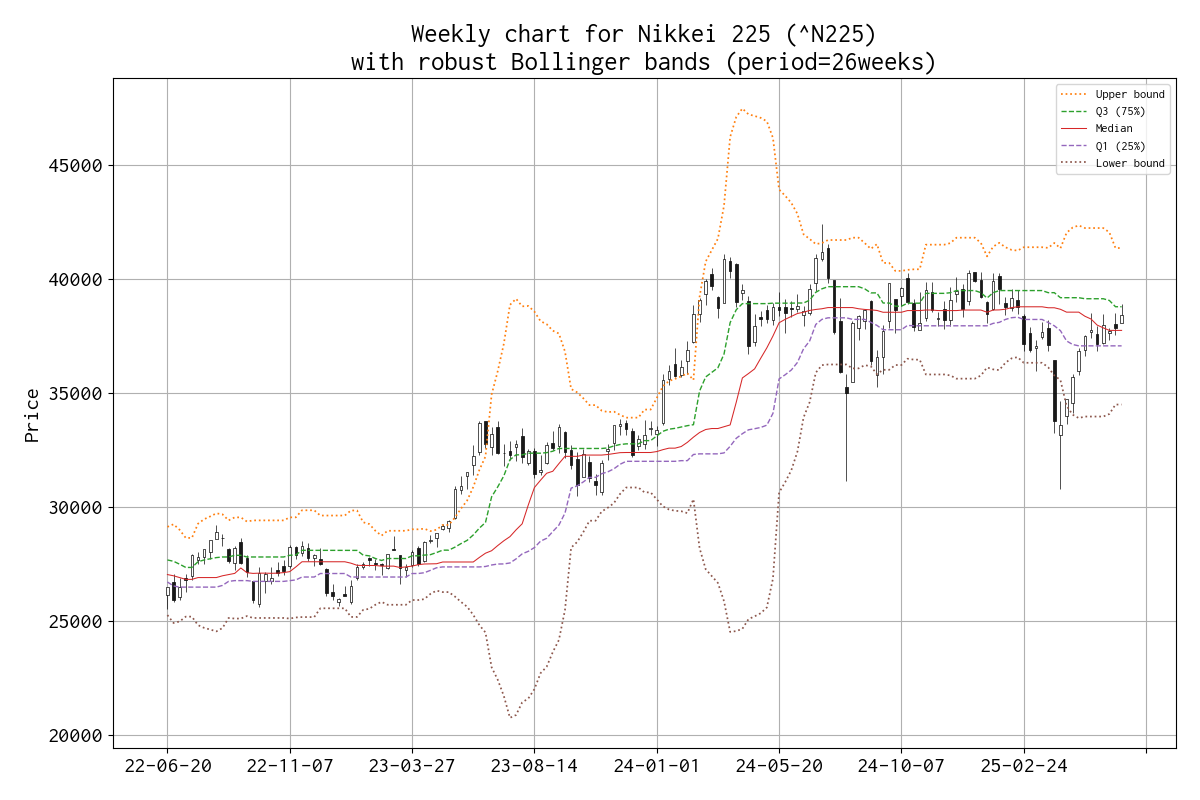 Weekly chart for Nikkei 225 (^N225)
with robust Bollinger bands (period=26weeks)
Upper bound
Q3 (75%)
Median
Q1 (25%)
Lower bound
Price
45000
40000
35000
30000
25000
20000
22-06-20
22-11-07
23-03-27
23-08-14
24-01-01
24-05-20
24-10-07
25-02-24